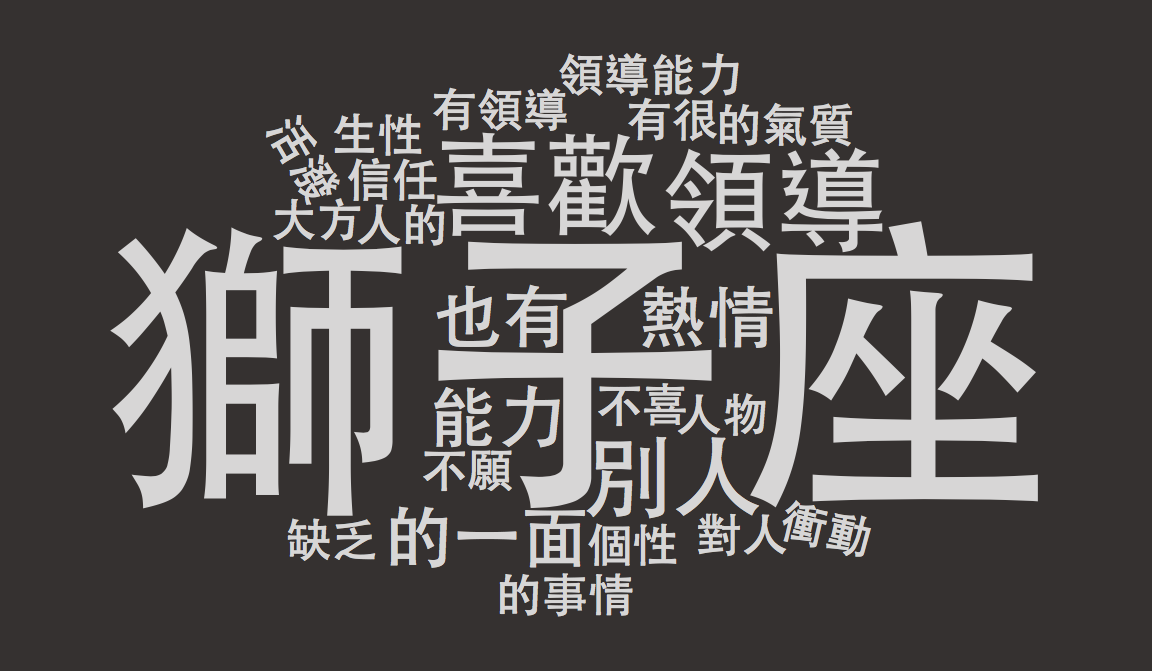 領導能力
有領導
有很的氣質
活潑
生性
信任
喜歡領導
大方人的
獅子座
也有
熱情
能力
不喜人物
不願
別人
缺乏
的一面
個性
對人
衝動
的事情